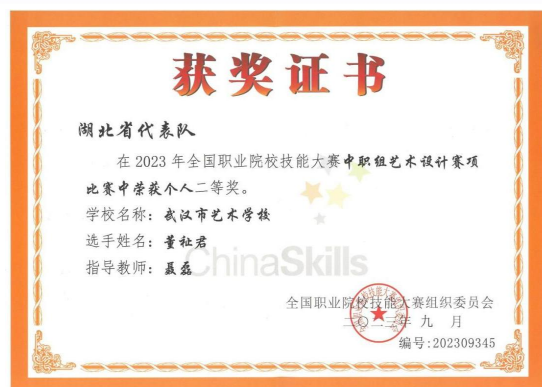 获奖证书
湖北省代表队
在 2023 年全国职业院校技能大赛中职组艺术设计赛项
比赛中荣获个人二等奖。
学校名称：武汉市艺术学校
选手姓名：董祉君
指导教师：聂磊
ChinaSkills
全国职业院校技能大赛组织委员会
二〇二三年 九 月
编号:202309345